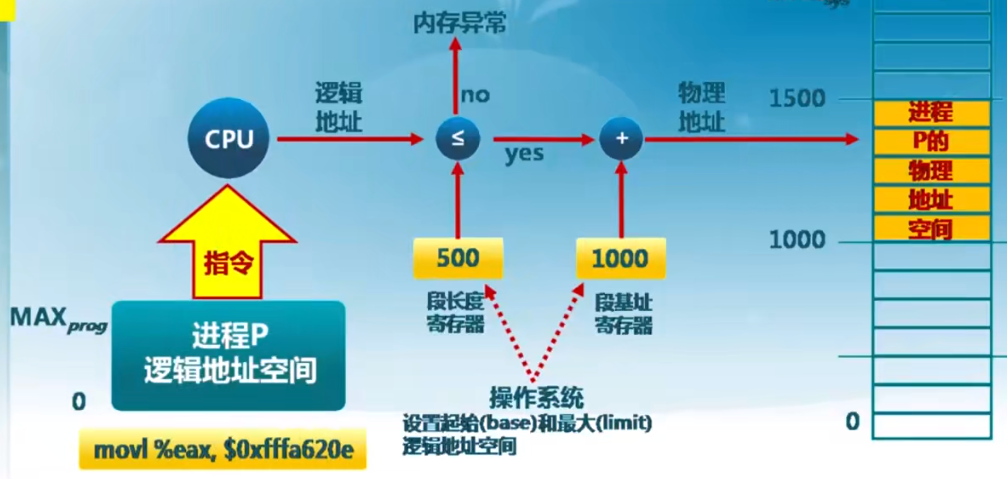 内存异常
逻辑
地址
no
物理
地址
1500
CPU
≤
yes
+
进程
P的
物理
地址
空间
1000
指令
500
1000
段长度
寄存器
段基址
寄存器
MAXprog
进程P
逻辑地址空间
0
操作系统
设置起始(base)和最大(limit)
逻辑地址空间
0
movl %eax, $0xfffa620e